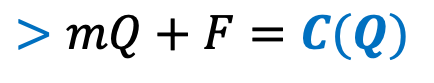 > mQ + F = C(Q)